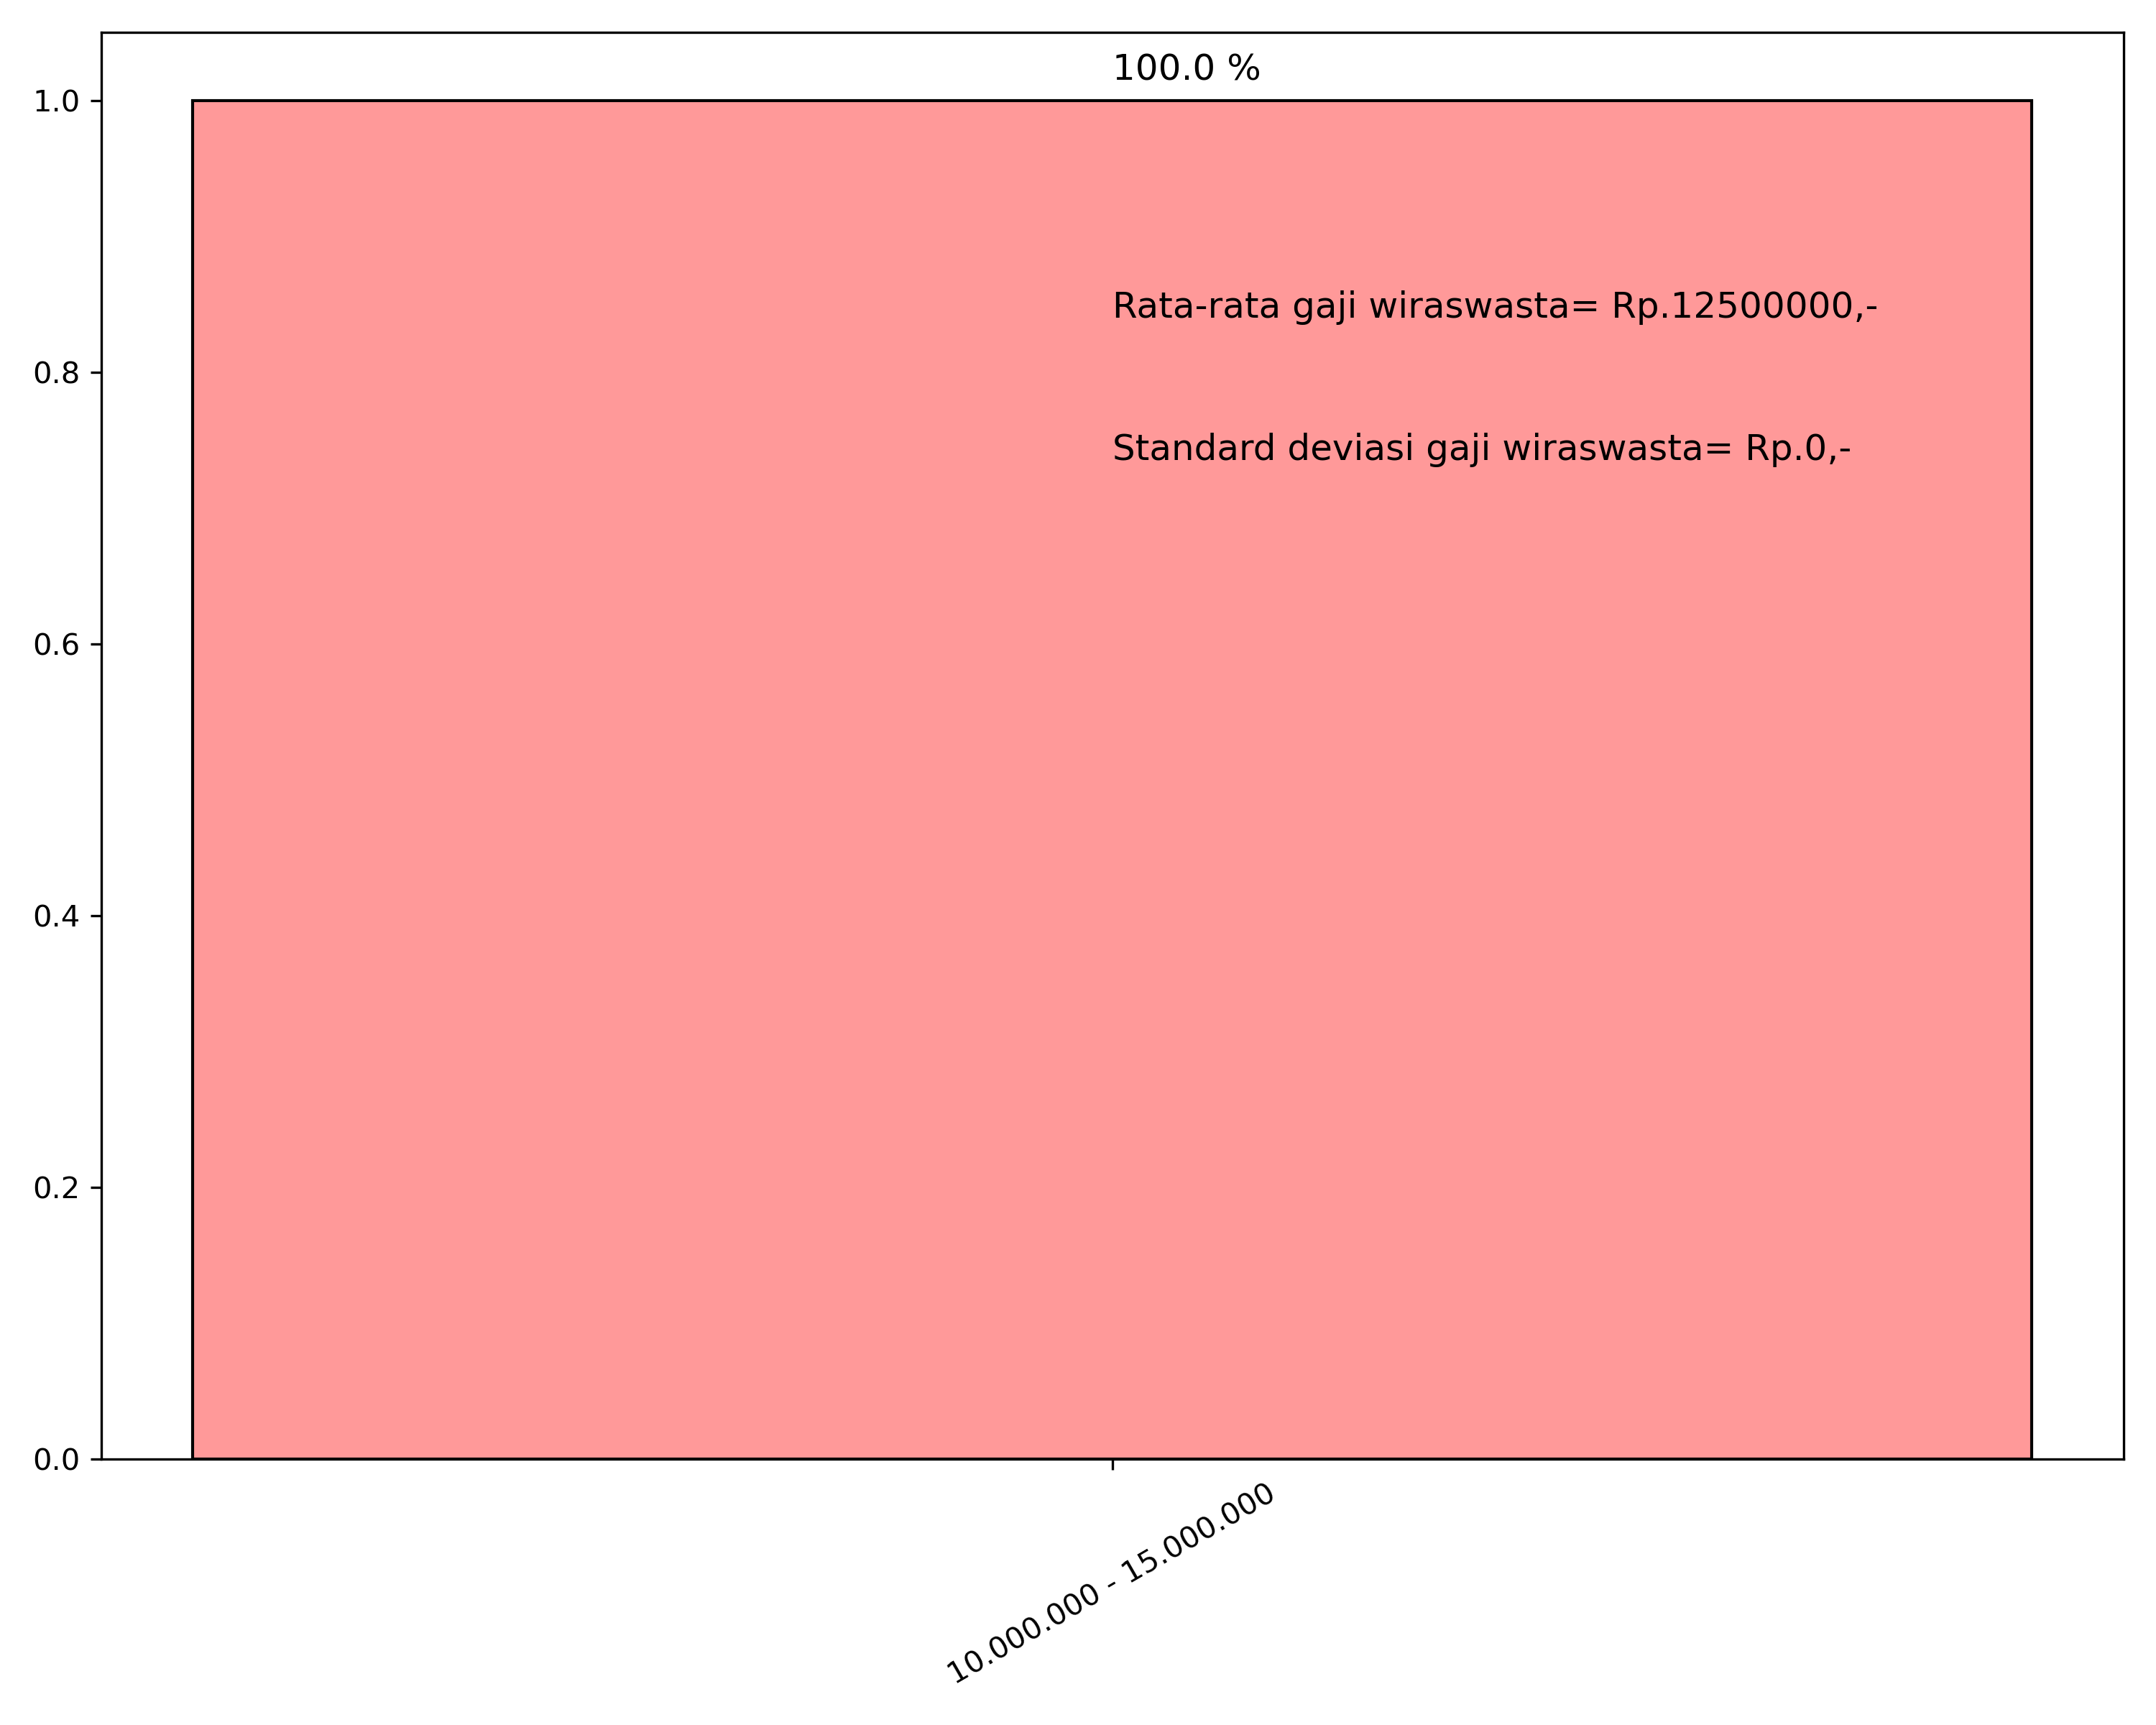 100.0 %
1.0
Rata-rata gaji wiraswasta= Rp.12500000,-
0.8
Standard deviasi gaji wiraswasta= Rp.0,-
0.6
0.4
0.2
0.0
10.000.000 - 15.000.000